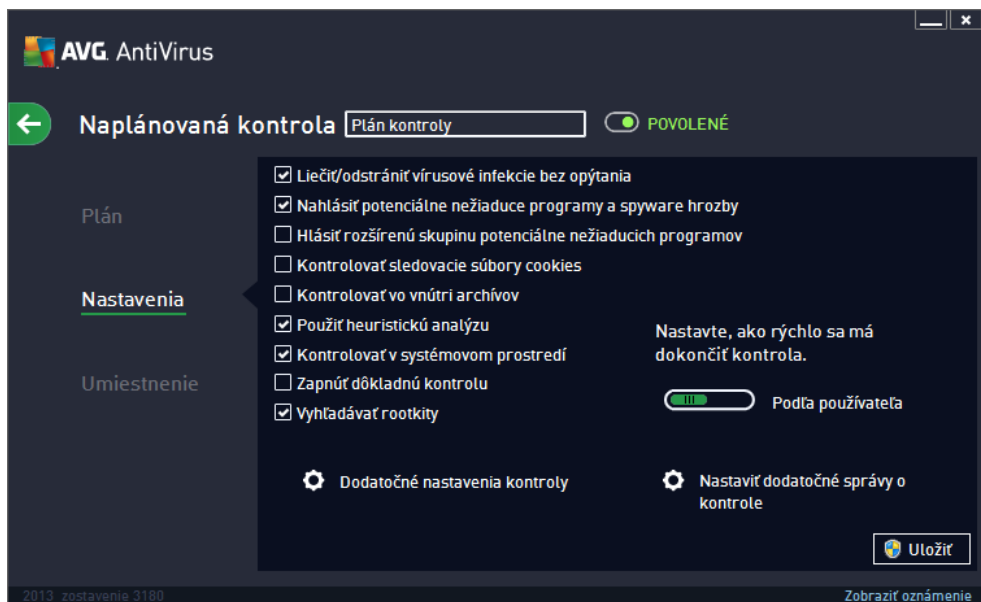 AVG. AntiVirus
Naplánovaná kontrola
Plán kontroly
POVOLENÉ
Plán
Nastavenia
Umiestnenie
Liečiť/odstrániť vírusové infekcie bez opýtania
Nahlásiť potenciálne nežiaduce programy a spyware hrozby
Hlásiť rozšírenú skupinu potenciálne nežiaducich programov
Kontrolovať sledovacie súbory cookies
Kontrolovať vo vnútri archívov
Použiť heuristickú analýzu
Kontrolovať v systémovom prostredí
Zapnúť dôkladnú kontrolu
Vyhľadávať rootkity
Nastavte, ako rýchlo sa má
dokončiť kontrola.
Podľa používateľa
Dodatočné nastavenia kontroly
Nastaviť dodatočné správy o
kontrole
Uložiť
2013 zostavenie 3180
Zobraziť oznámenie